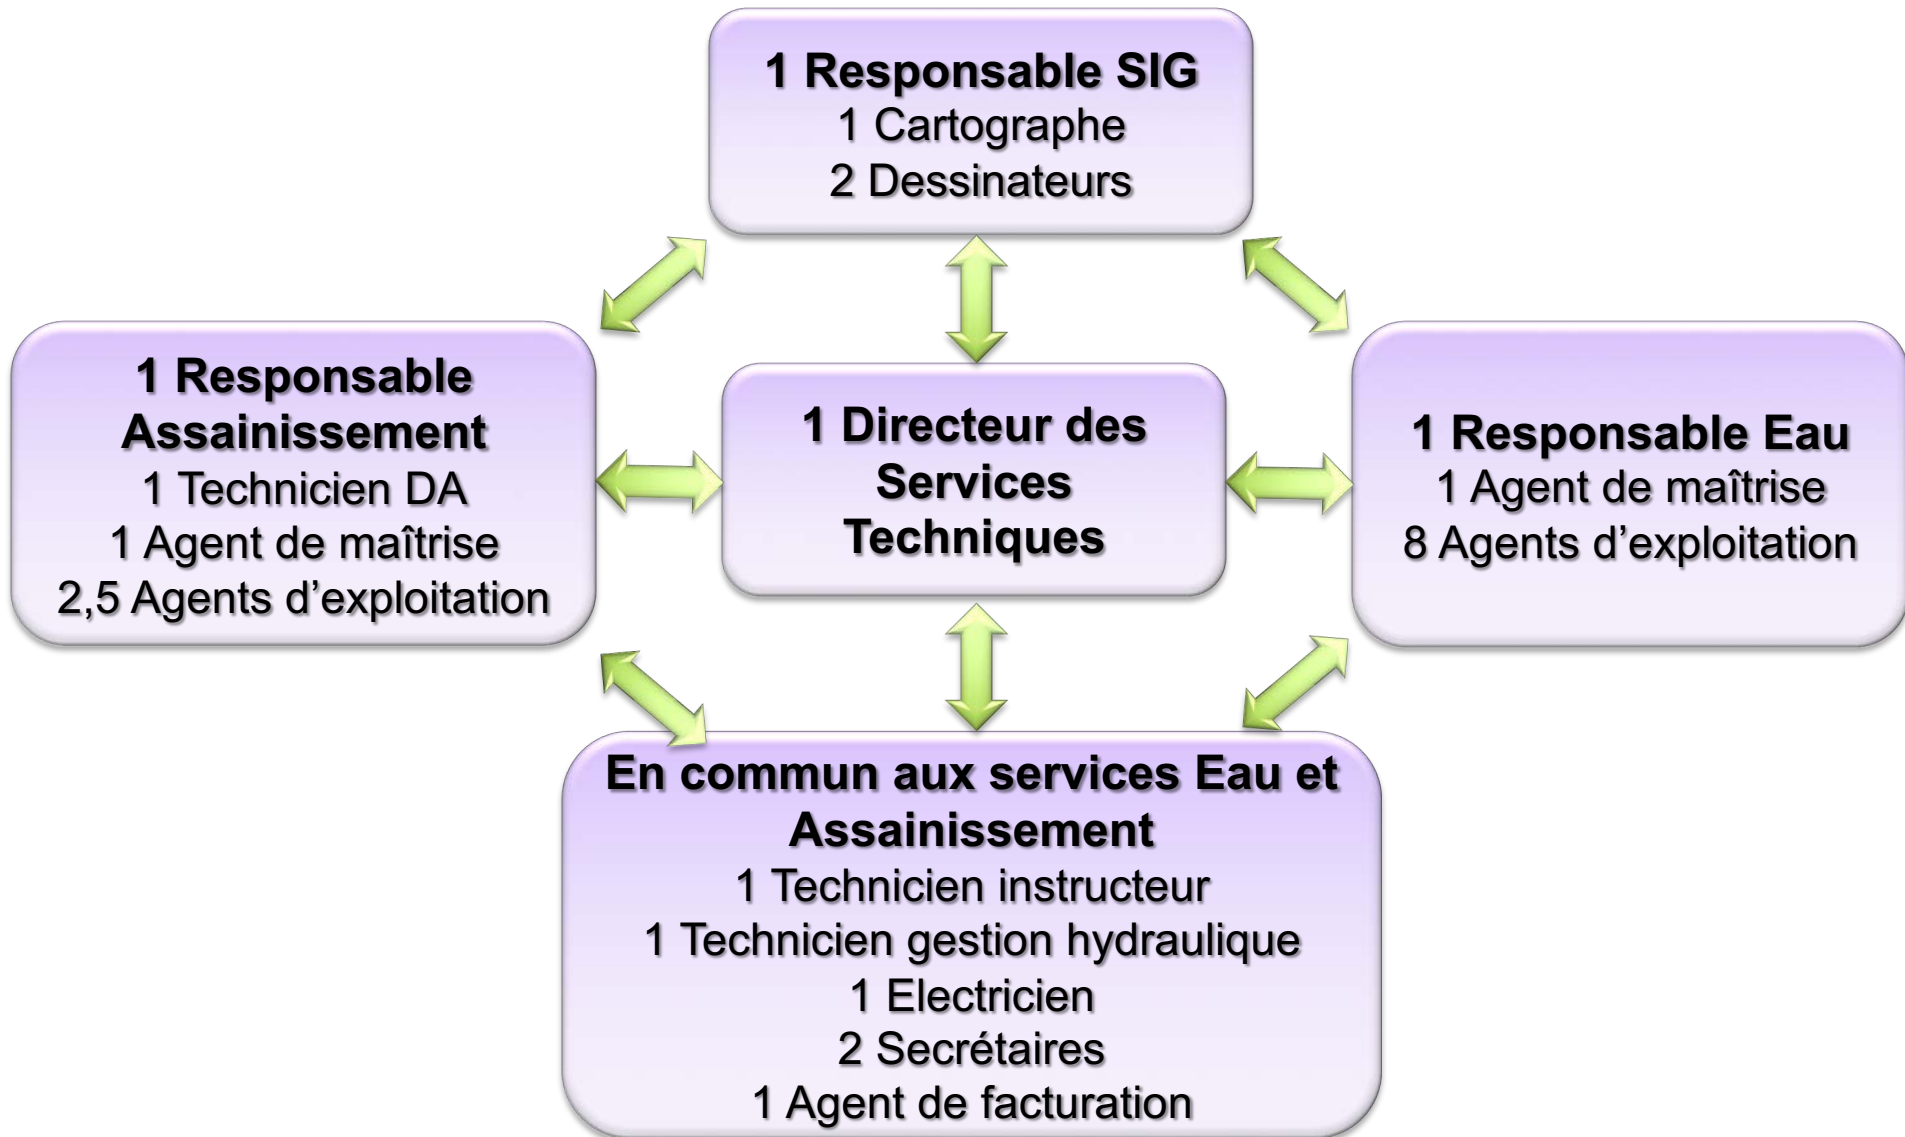 1 Responsable SIG
1 Cartographe
2 Dessinateurs
1 Responsable
Assainissement
1 Technicien DA
1 Agent de maîtrise
2,5 Agents d’exploitation
1 Directeur des
Services
Techniques
1 Responsable Eau
1 Agent de maîtrise
8 Agents d’exploitation
En commun aux services Eau et
Assainissement
1 Technicien instructeur
1 Technicien gestion hydraulique
1 Electricien
2 Secrétaires
1 Agent de facturation